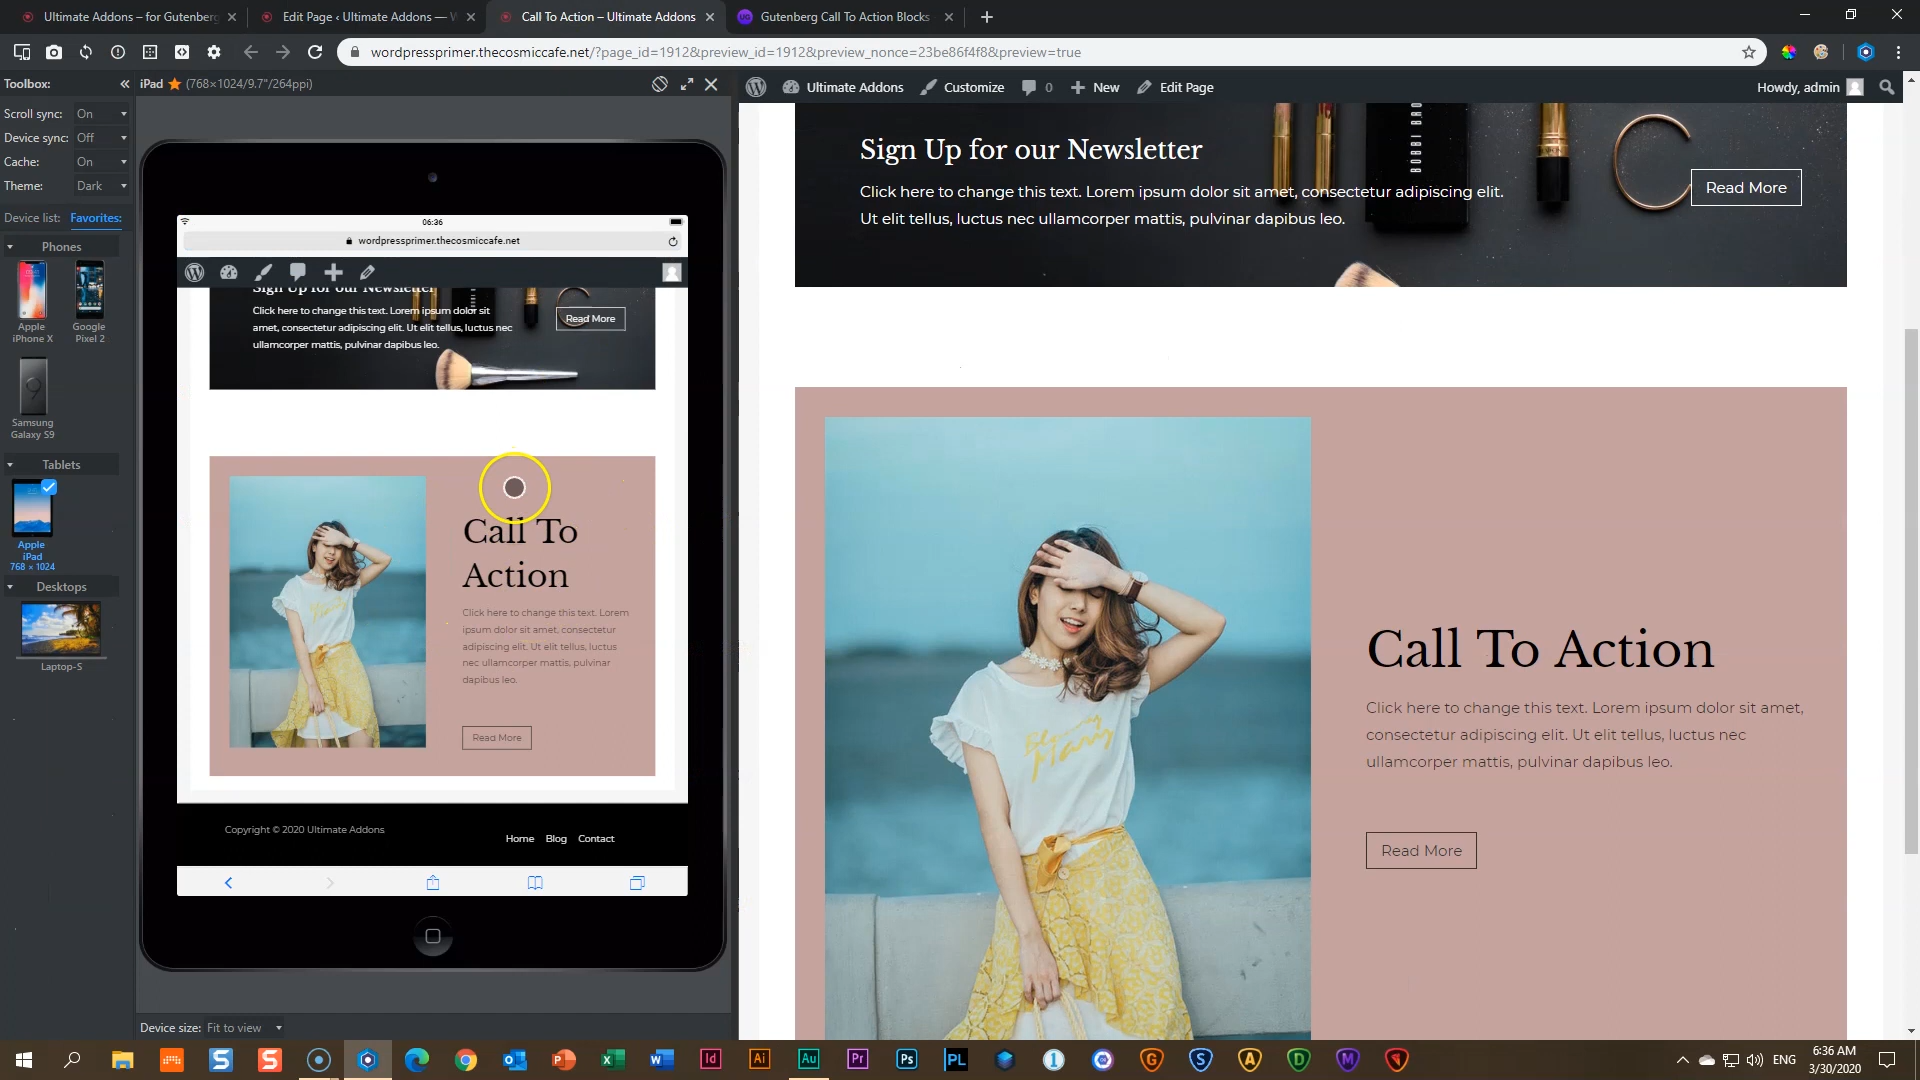 Ultimate Addons – for Gutenberg
Edit Page ‹ Ultimate Addons — W
Call To Action – Ultimate Addons
Gutenberg Call To Action Blocks
wordpressprimer.thecosmiccafe.net/?page_id=1912&preview_id=1912&preview_nonce=23be86f4f8&preview=true
Toolbox:
iPad (768×1024/9.7"/264ppi)
Scroll sync: On
Device sync: Off
Cache: On
Theme: Dark
Device list: Favorites:
Phones
Apple iPhone X
Google Pixel 2
Samsung Galaxy S9
Tablets
Apple iPad
768 × 1024
Desktops
Laptop-S
06:36
wordpressprimer.thecosmiccafe.net
Sign Up for our Newsletter
Click here to change this text. Lorem ipsum dolor sit
amet, consectetur adipiscing elit. Ut elit tellus, luctus nec
ullamcorper mattis, pulvinar dapibus leo.
Read More
Call To
Action
Click here to change this text. Lorem
ipsum dolor sit amet, consectetur
adipiscing elit. Ut elit tellus, luctus
nec ullamcorper mattis, pulvinar
dapibus leo.
Read More
Copyright © 2020 Ultimate Addons
Home Blog Contact
Device size: Fit to view
Ultimate Addons Customize 0 New Edit Page
Howdy, admin
Sign Up for our Newsletter
Click here to change this text. Lorem ipsum dolor sit amet, consectetur adipiscing elit.
Ut elit tellus, luctus nec ullamcorper mattis, pulvinar dapibus leo.
Read More
BOBBI BRO
Call To Action
Click here to change this text. Lorem ipsum dolor sit amet,
consectetur adipiscing elit. Ut elit tellus, luctus nec
ullamcorper mattis, pulvinar dapibus leo.
Read More
ENG
6:36 AM
3/30/2020